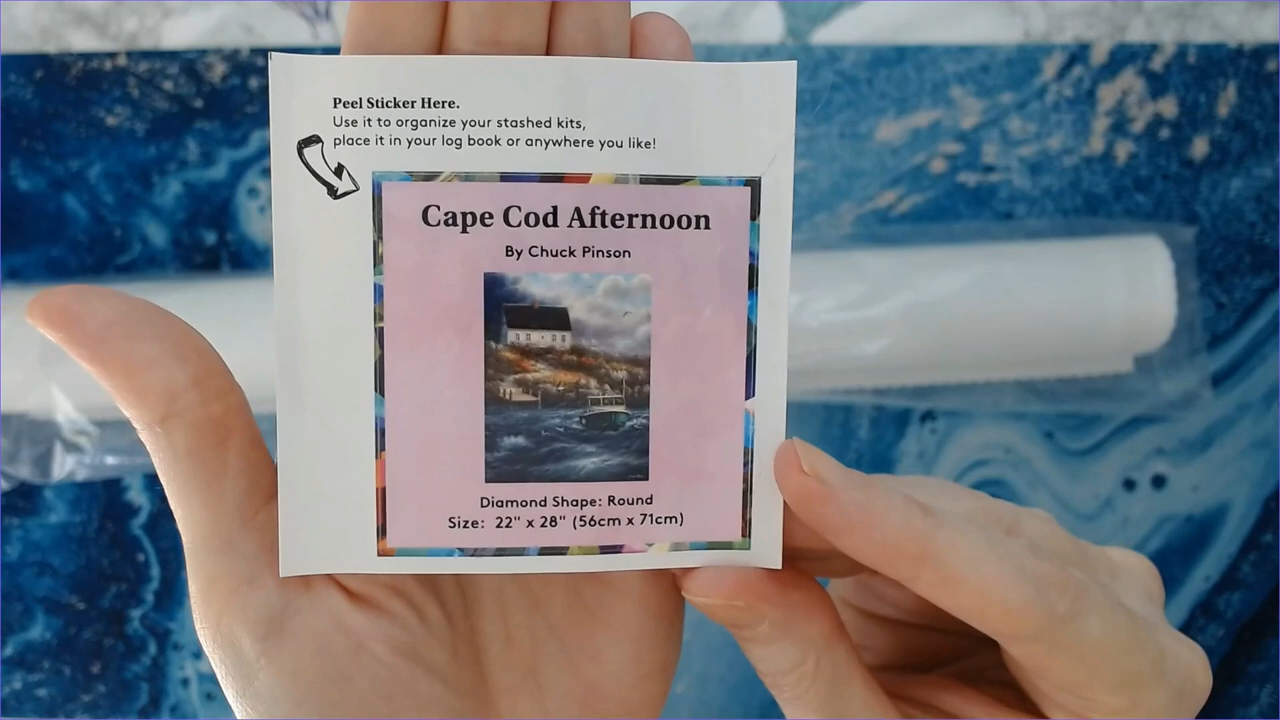 Peel Sticker Here.
Use it to organize your stashed kits,
place it in your log book or anywhere you like!
Cape Cod Afternoon
By Chuck Pinson
Diamond Shape: Round
Size: 22" x 28" (56cm x 71cm)